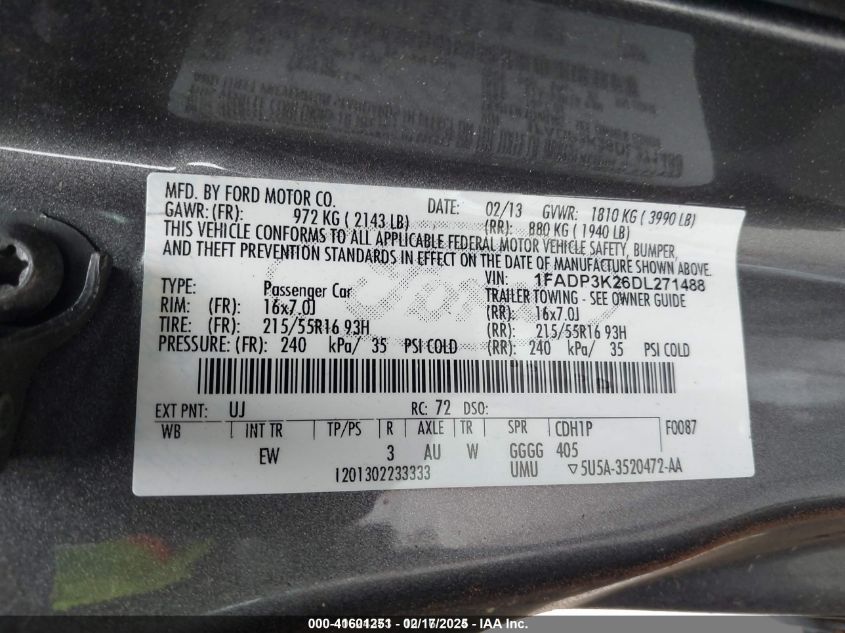 MFD. BY FORD MOTOR CO. DATE: 02/13 GVWR: 1810 KG ( 3990 LB)
GAWR: (FR): 972 KG ( 2143 LB) (RR): 880 KG ( 1940 LB)
THIS VEHICLE CONFORMS TO ALL APPLICABLE FEDERAL MOTOR VEHICLE SAFETY, BUMPER,
AND THEFT PREVENTION STANDARDS IN EFFECT ON THE DATE OF MANUFACTURE SHOWN ABOVE.
VIN: 1FADP3K26DL271488
TYPE: Passenger Car TRAILER TOWING - SEE OWNER GUIDE
RIM: (FR): 16x7.0J (RR): 16x7.0J
TIRE: (FR): 215/55R16 93H (RR): 215/55R16 93H
PRESSURE: (FR): 240 kPa/ 35 PSI COLD (RR): 240 kPa/ 35 PSI COLD
EXT PNT: UJ RC: 72 DSO:
WB INT TR TP/PS R AXLE TR SPR CDH1P F0087
EW 3 AU W GGGG 405
I201302233333 UMU ▽5U5A-3520472-AA
000-41601251 - 02/17/2025 - IAA Inc.